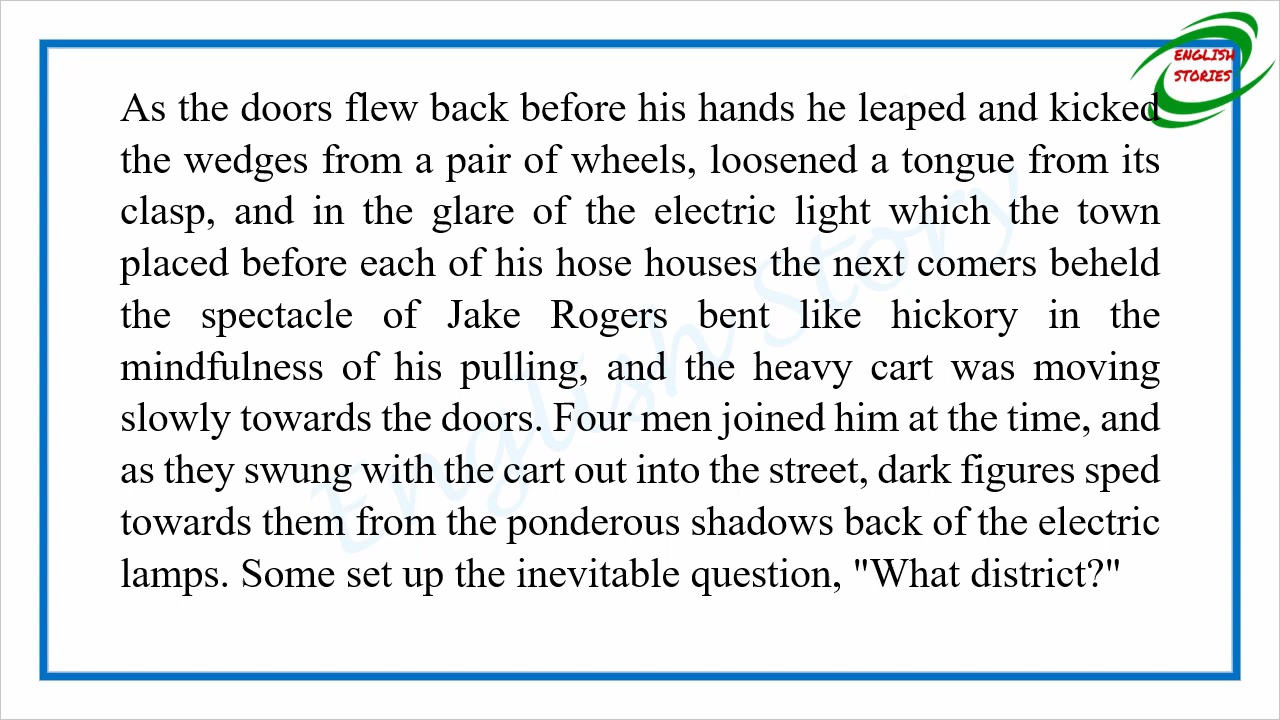 ENGLISH
STORIES
As the doors flew back before his hands he leaped and kicked
the wedges from a pair of wheels, loosened a tongue from its
clasp, and in the glare of the electric light which the town
placed before each of his hose houses the next comers beheld
the spectacle of Jake Rogers bent like hickory in the
mindfulness of his pulling, and the heavy cart was moving
slowly towards the doors. Four men joined him at the time, and
as they swung with the cart out into the street, dark figures sped
towards them from the ponderous shadows back of the electric
lamps. Some set up the inevitable question, "What district?"
English Story